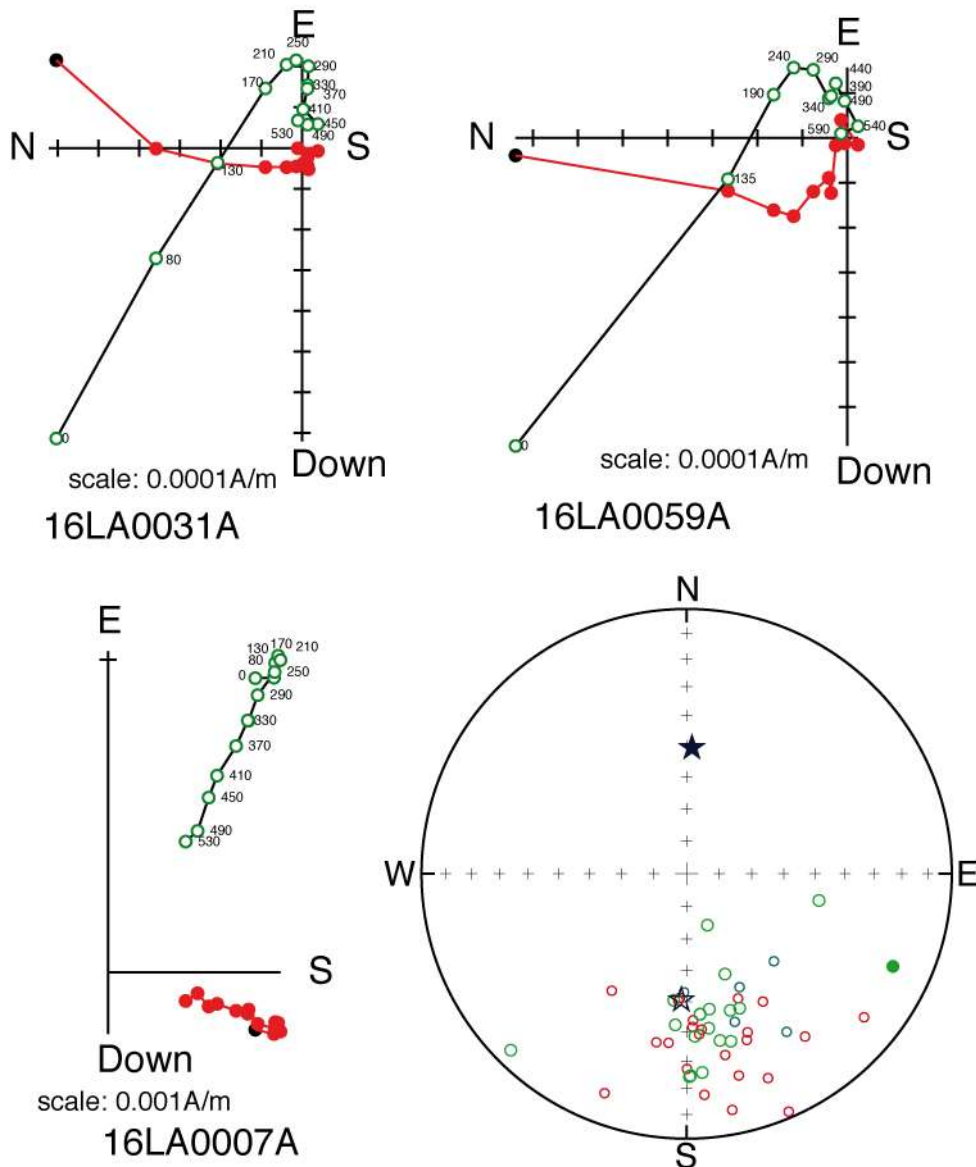 E
250
210
290
170
330
370
410
530
450
490
N
S
130
80
0
Down
scale: 0.0001A/m
16LA0031A
E
240
290
440
190
390
340
490
590
540
N
S
135
0
Down
scale: 0.0001A/m
16LA0059A
E
130 170 210
80
0
250
290
330
370
410
450
490
530
S
Down
scale: 0.001A/m
16LA0007A
N
W
E
S